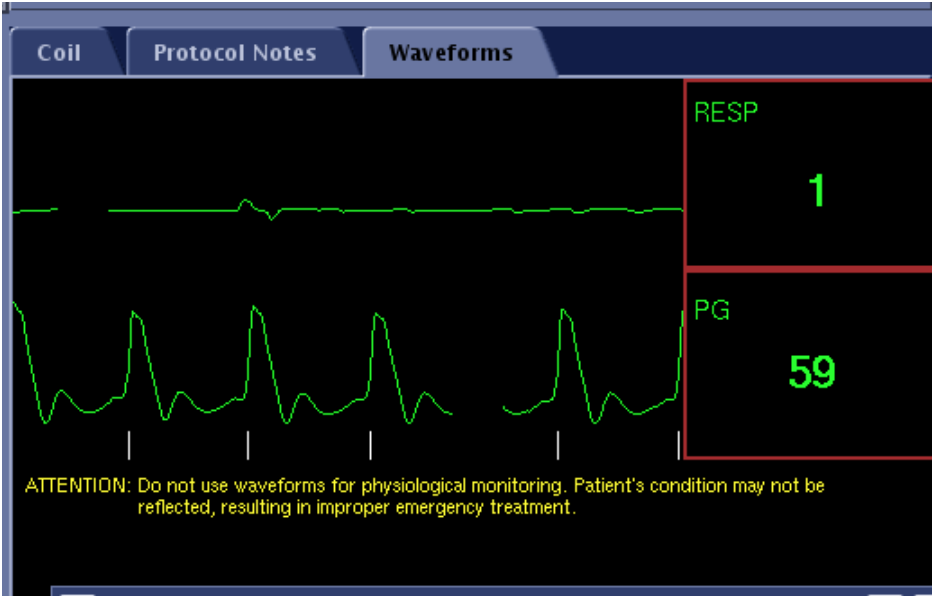 Coil
Protocol Notes
Waveforms
RESP
1
PG
59
ATTENTION: Do not use waveforms for physiological monitoring. Patient's condition may not be
reflected, resulting in improper emergency treatment.